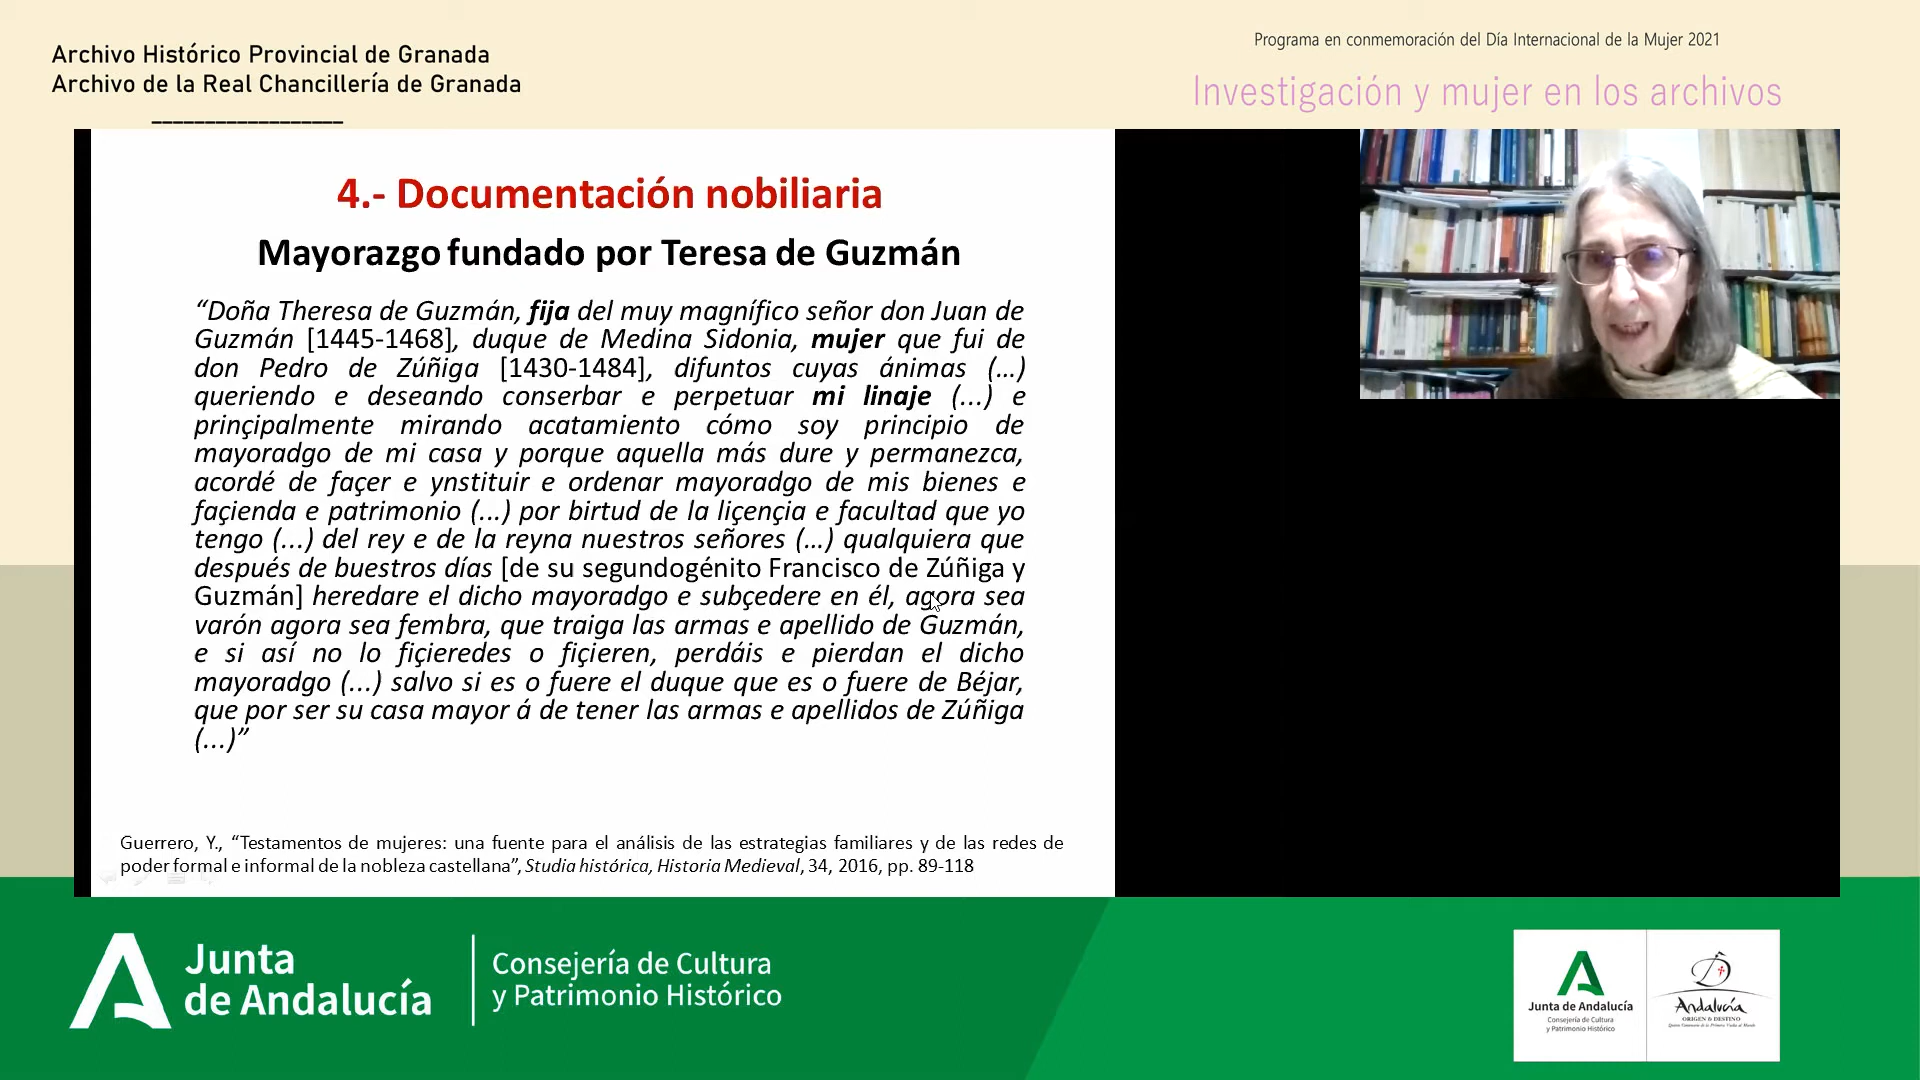 Archivo Histórico Provincial de Granada
Archivo de la Real Chancillería de Granada
Programa en conmemoración del Día Internacional de la Mujer 2021
Investigación y mujer en los archivos
4.- Documentación nobiliaria
Mayorazgo fundado por Teresa de Guzmán
“Doña Theresa de Guzmán, fija del muy magnífico señor don Juan de
Guzmán [1445-1468], duque de Medina Sidonia, mujer que fui de
don Pedro de Zúñiga [1430-1484], difuntos cuyas ánimas (…)
queriendo e deseando conserbar e perpetuar mi linaje (...) e
prinçipalmente mirando acatamiento cómo soy principio de
mayoradgo de mi casa y porque aquella más dure y permanezca,
acordé de façer e ynstituir e ordenar mayoradgo de mis bienes e
façienda e patrimonio (...) por birtud de la liçençia e facultad que yo
tengo (...) del rey e de la reyna nuestros señores (…) qualquiera que
después de buestros días [de su segundogénito Francisco de Zúñiga y
Guzmán] heredare el dicho mayoradgo e subçedere en él, agora sea
varón agora sea fembra, que traiga las armas e apellido de Guzmán,
e si así no lo fiçieredes o fiçieren, perdáis e pierdan el dicho
mayoradgo (...) salvo si es o fuere el duque que es o fuere de Béjar,
que por ser su casa mayor á de tener las armas e apellidos de Zúñiga
(...)”
Guerrero, Y., “Testamentos de mujeres: una fuente para el análisis de las estrategias familiares y de las redes de
poder formal e informal de la nobleza castellana”, Studia histórica, Historia Medieval, 34, 2016, pp. 89-118
Junta
de Andalucía
Consejería de Cultura
y Patrimonio Histórico
Junta de Andalucía
Consejería de Cultura
y Patrimonio Histórico
Andalucía
ORIGEN & DESTINO